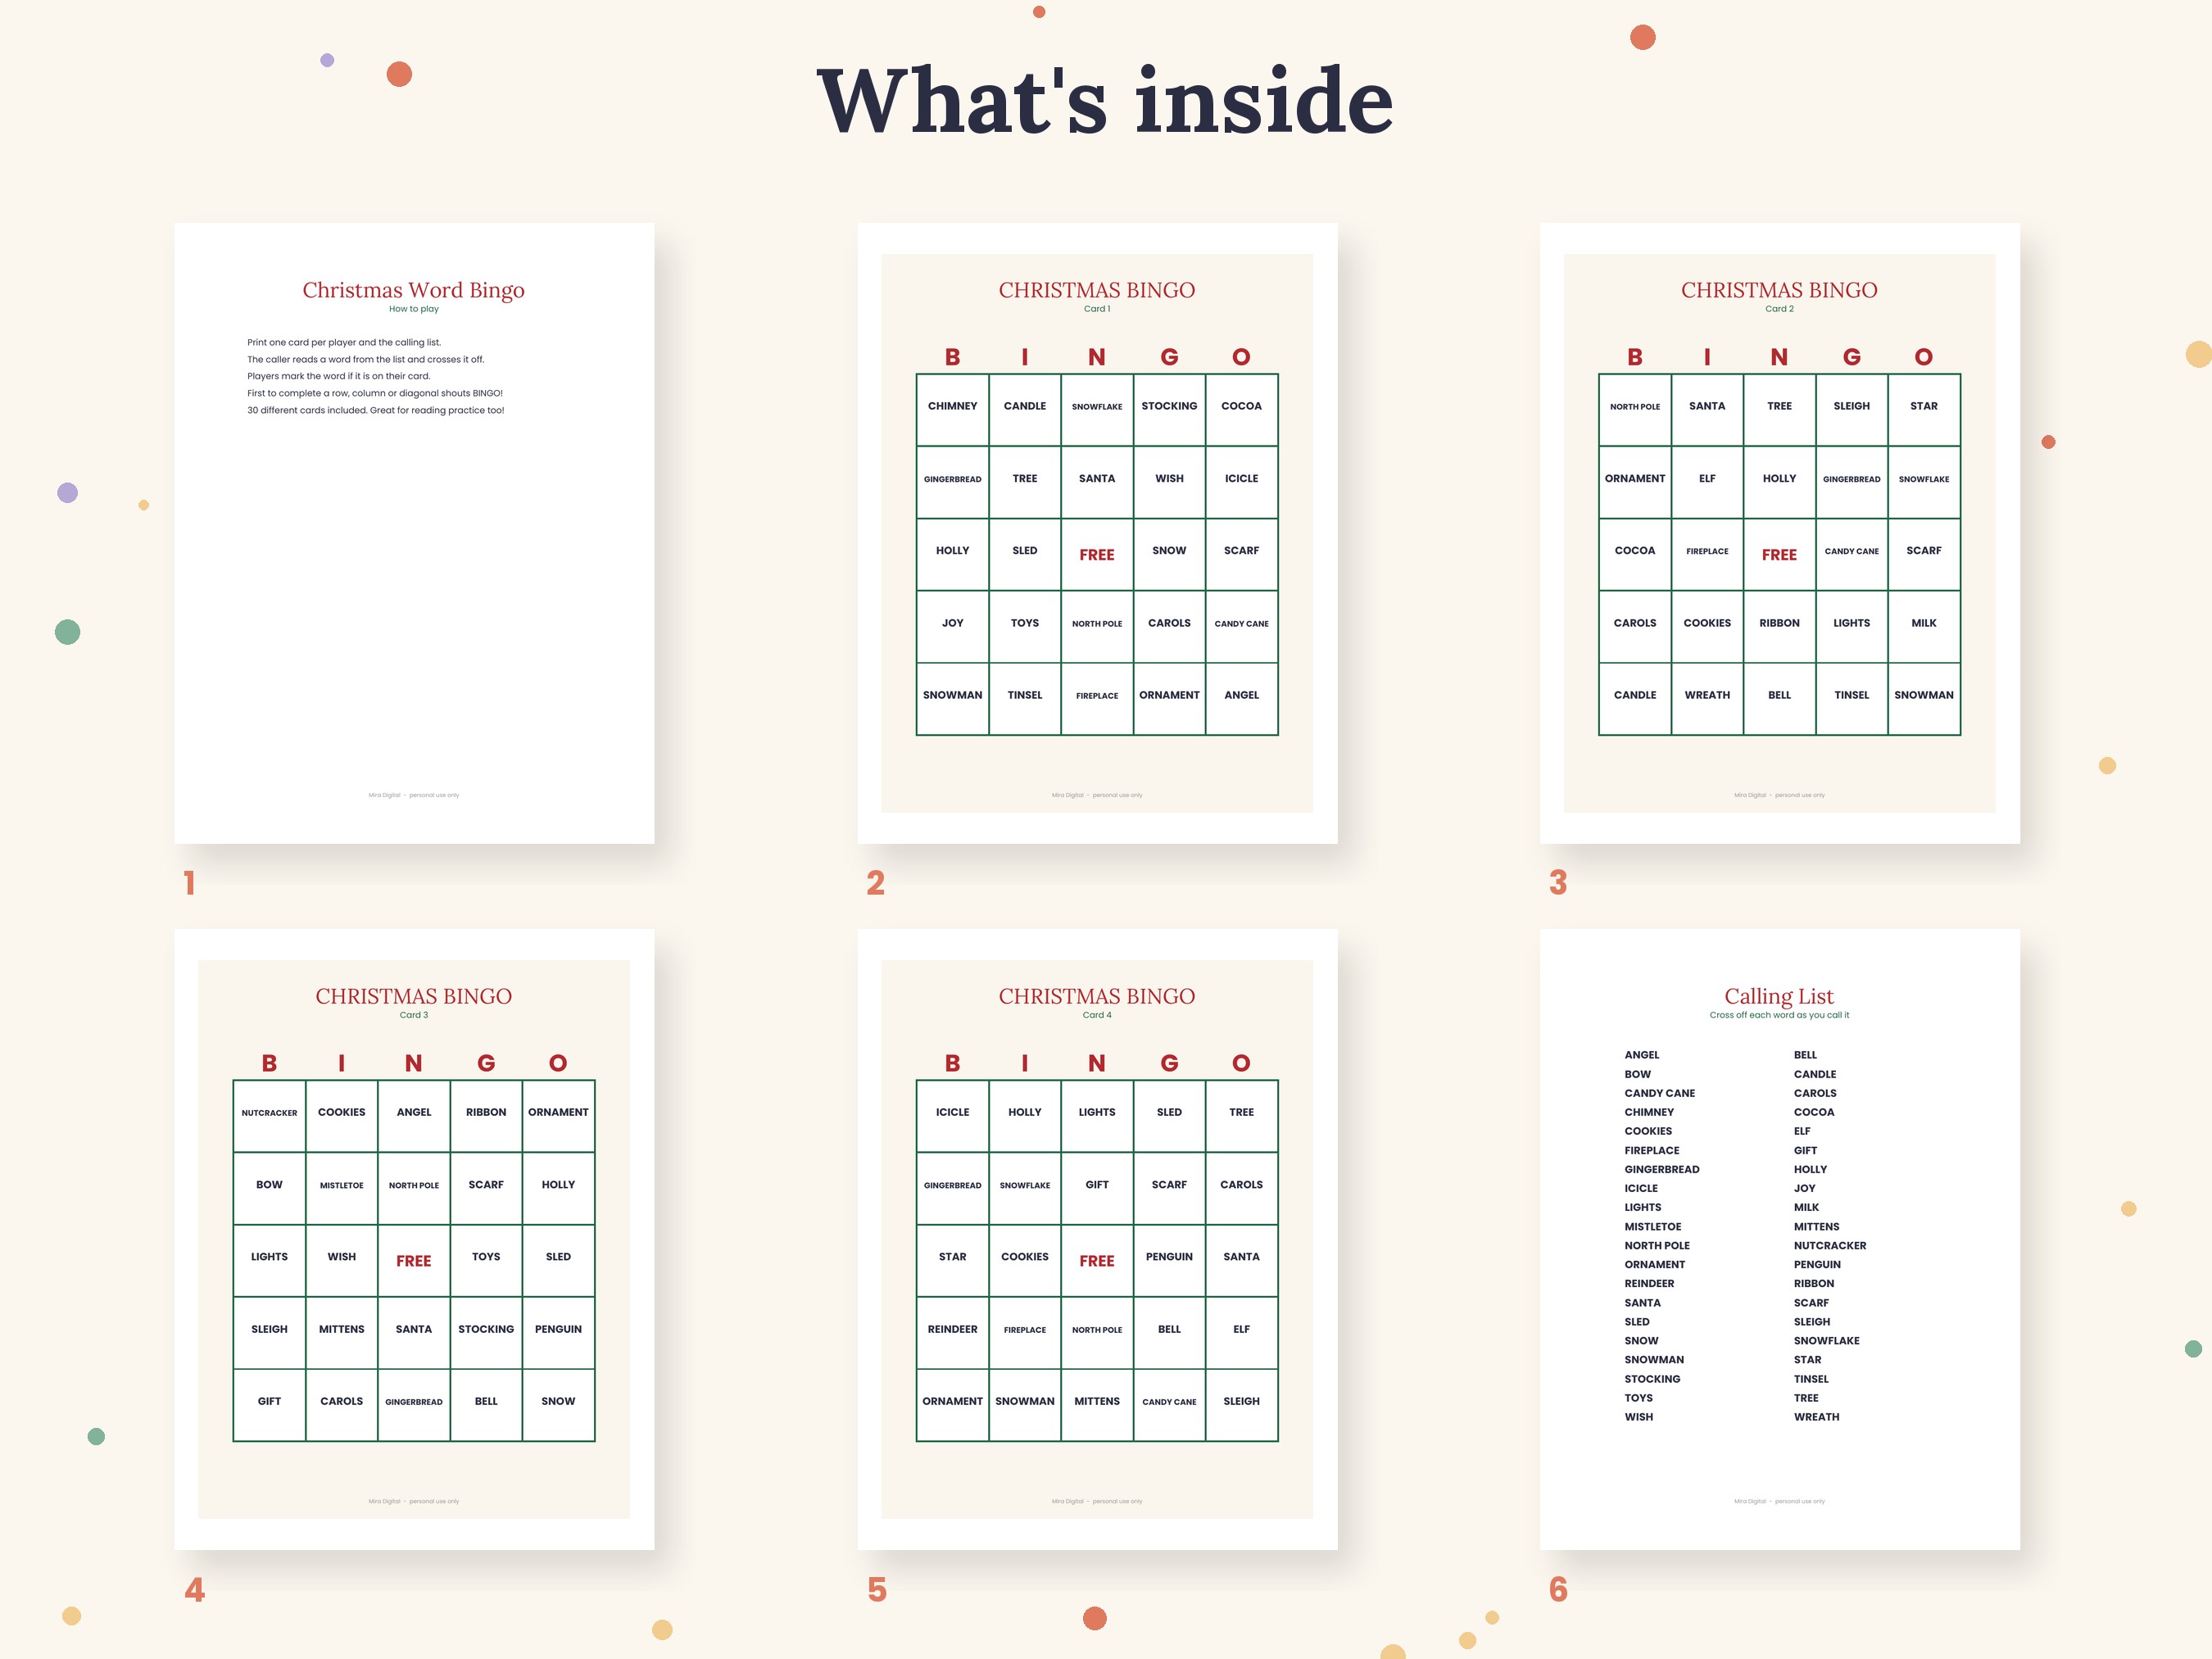 What's inside
Christmas Word Bingo
How to play
Print one card per player and the calling list.
The caller reads a word from the list and crosses it off.
Players mark the word if it is on their card.
First to complete a row, column or diagonal shouts BINGO!
30 different cards included. Great for reading practice too!
Mira Digital - personal use only
1
CHRISTMAS BINGO
Card 1
B I N G O
CHIMNEY CANDLE SNOWFLAKE STOCKING COCOA
GINGERBREAD TREE SANTA WISH ICICLE
HOLLY SLED FREE SNOW SCARF
JOY TOYS NORTH POLE CAROLS CANDY CANE
SNOWMAN TINSEL FIREPLACE ORNAMENT ANGEL
Mira Digital - personal use only
2
CHRISTMAS BINGO
Card 2
B I N G O
NORTH POLE SANTA TREE SLEIGH STAR
ORNAMENT ELF HOLLY GINGERBREAD SNOWFLAKE
COCOA FIREPLACE FREE CANDY CANE SCARF
CAROLS COOKIES RIBBON LIGHTS MILK
CANDLE WREATH BELL TINSEL SNOWMAN
Mira Digital - personal use only
3
CHRISTMAS BINGO
Card 3
B I N G O
NUTCRACKER COOKIES ANGEL RIBBON ORNAMENT
BOW MISTLETOE NORTH POLE SCARF HOLLY
LIGHTS WISH FREE TOYS SLED
SLEIGH MITTENS SANTA STOCKING PENGUIN
GIFT CAROLS GINGERBREAD BELL SNOW
Mira Digital - personal use only
4
CHRISTMAS BINGO
Card 4
B I N G O
ICICLE HOLLY LIGHTS SLED TREE
GINGERBREAD SNOWFLAKE GIFT SCARF CAROLS
STAR COOKIES FREE PENGUIN SANTA
REINDEER FIREPLACE NORTH POLE BELL ELF
ORNAMENT SNOWMAN MITTENS CANDY CANE SLEIGH
Mira Digital - personal use only
5
Calling List
Cross off each word as you call it
ANGEL BELL
BOW CANDLE
CANDY CANE CAROLS
CHIMNEY COCOA
COOKIES ELF
FIREPLACE GIFT
GINGERBREAD HOLLY
ICICLE JOY
LIGHTS MILK
MISTLETOE MITTENS
NORTH POLE NUTCRACKER
ORNAMENT PENGUIN
REINDEER RIBBON
SANTA SCARF
SLED SLEIGH
SNOW SNOWFLAKE
SNOWMAN STAR
STOCKING TINSEL
TOYS TREE
WISH WREATH
Mira Digital - personal use only
6